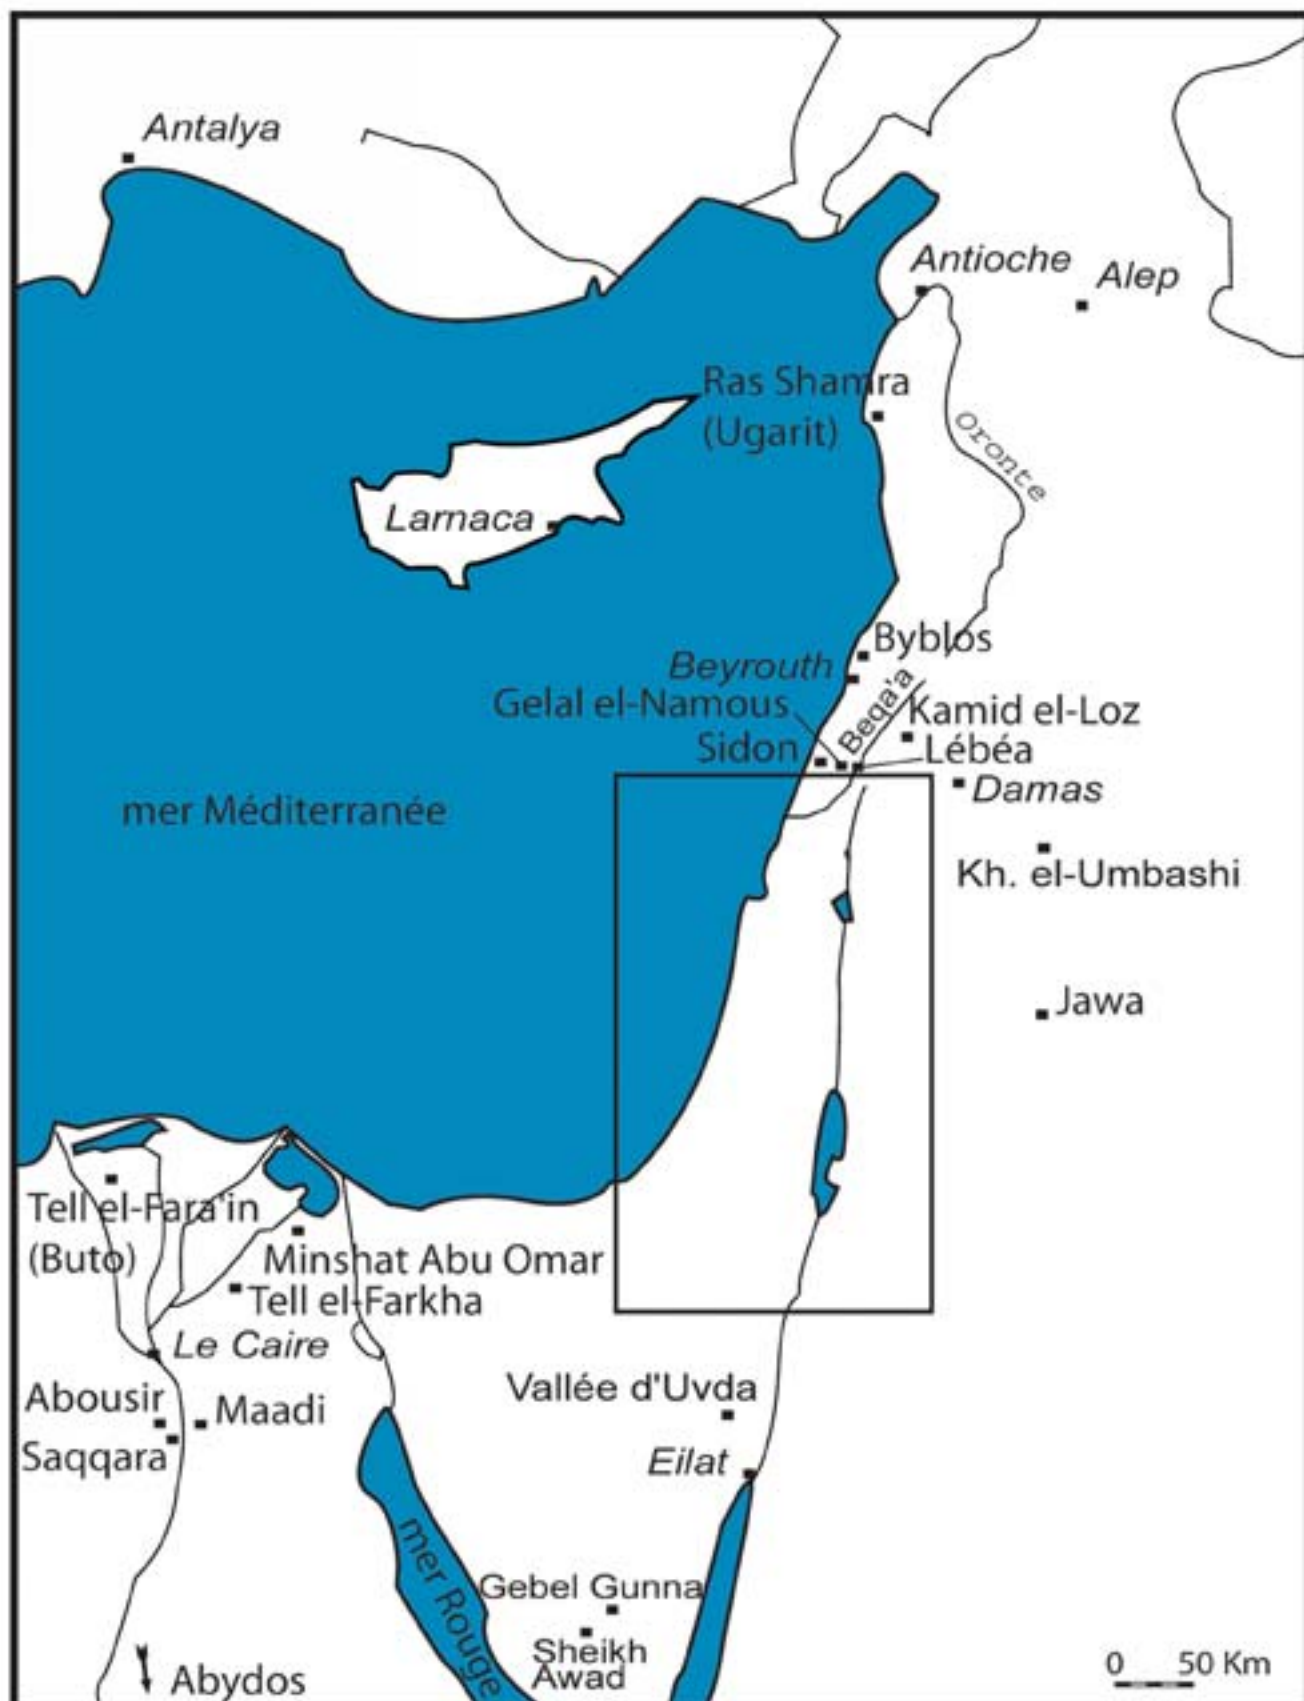 Antalya
Antioche
Alep
Ras Shamra
(Ugarit)
Oronte
Larnaca
Byblos
Beyrouth
Beqa'a
Gelal el-Namous
Kamid el-Loz
Sidon
Lébéa
Damas
mer Méditerranée
Kh. el-Umbashi
Jawa
Tell el-Fara'in
(Buto)
Minshat Abu Omar
Tell el-Farkha
Le Caire
Vallée d'Uvda
Abousir
Maadi
Saqqara
Eilat
mer Rouge
Gebel Gunna
Sheikh
Awad
Abydos
0 50 Km